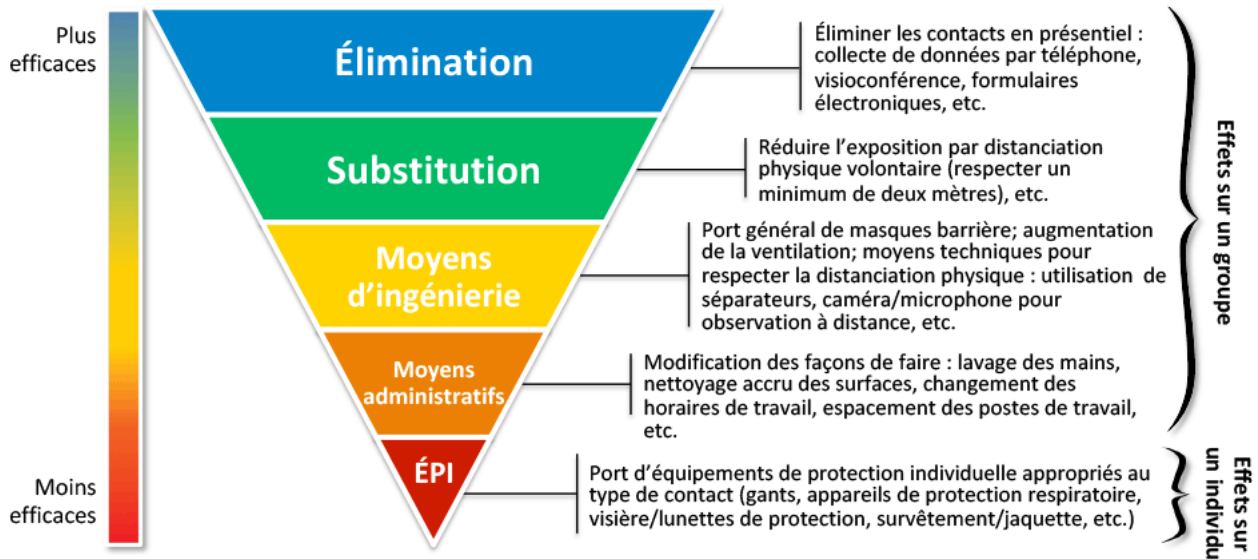 Plus
efficaces
Moins
efficaces
Élimination
Éliminer les contacts en présentiel :
collecte de données par téléphone,
visioconférence, formulaires
électroniques, etc.
Substitution
Réduire l’exposition par distanciation
physique volontaire (respecter un
minimum de deux mètres), etc.
Moyens
d’ingénierie
Port général de masques barrière; augmentation
de la ventilation; moyens techniques pour
respecter la distanciation physique : utilisation de
séparateurs, caméra/microphone pour
observation à distance, etc.
Moyens
administratifs
Modification des façons de faire : lavage des mains,
nettoyage accru des surfaces, changement des
horaires de travail, espacement des postes de travail,
etc.
ÉPI
Port d’équipements de protection individuelle appropriés au
type de contact (gants, appareils de protection respiratoire,
visière/lunettes de protection, survêtement/jaquette, etc.)
Effets sur un groupe
Effets sur
un individu